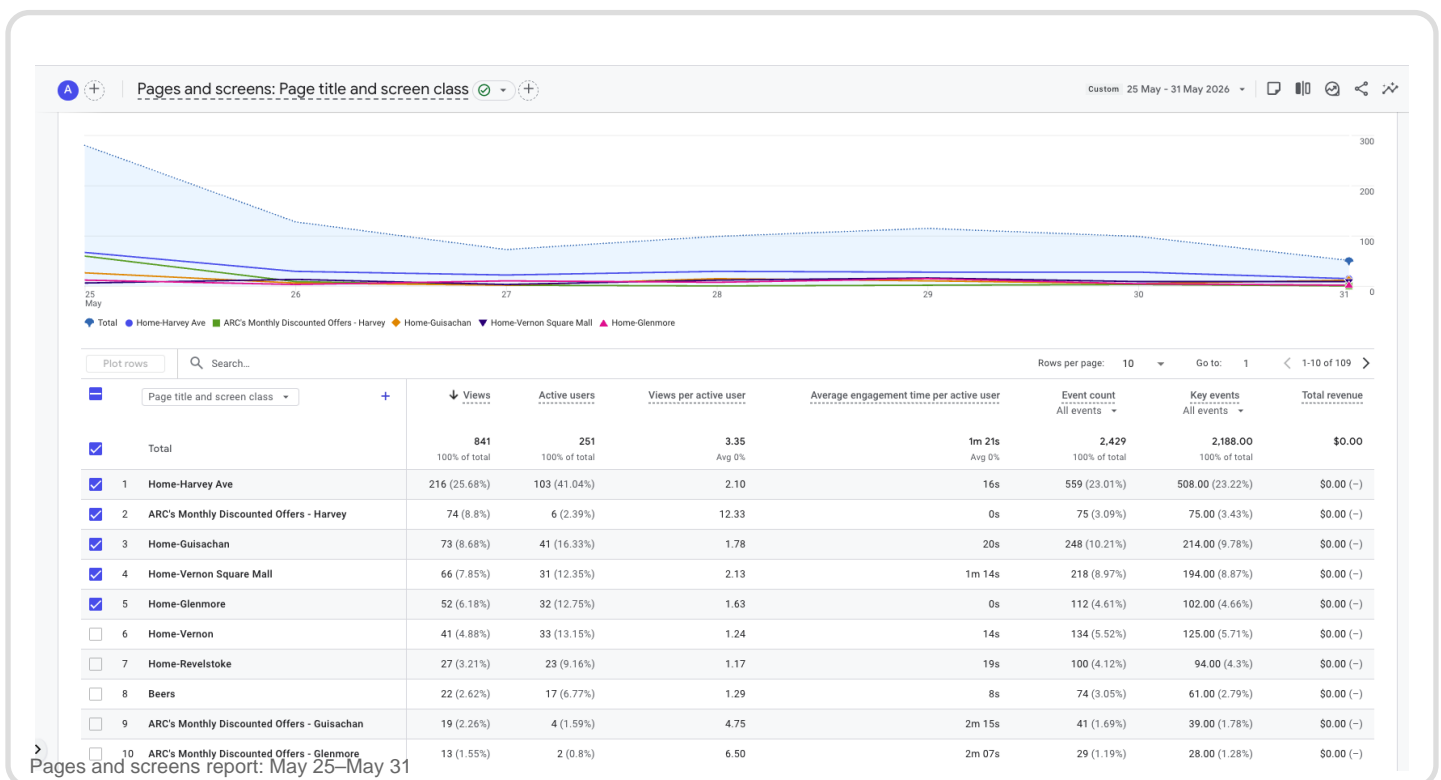 A
Pages and screens: Page title and screen class
Custom 25 May - 31 May 2026
300
200
100
0
25 26 27 28 29 30 31
May
Total Home-Harvey Ave ARC's Monthly Discounted Offers - Harvey Home-Guisachan Home-Vernon Square Mall Home-Glenmore
Plot rows Search... Rows per page: 10 Go to: 1 1-10 of 109
Page title and screen class + Views Active users Views per active user Average engagement time per active user Event count Key events Total revenue
All events All events
Total 841 251 3.35 1m 21s 2,429 2,188.00 $0.00
100% of total 100% of total Avg 0% Avg 0% 100% of total 100% of total
1 Home-Harvey Ave 216 (25.68%) 103 (41.04%) 2.10 16s 559 (23.01%) 508.00 (23.22%) $0.00 (–)
2 ARC's Monthly Discounted Offers - Harvey 74 (8.8%) 6 (2.39%) 12.33 0s 75 (3.09%) 75.00 (3.43%) $0.00 (–)
3 Home-Guisachan 73 (8.68%) 41 (16.33%) 1.78 20s 248 (10.21%) 214.00 (9.78%) $0.00 (–)
4 Home-Vernon Square Mall 66 (7.85%) 31 (12.35%) 2.13 1m 14s 218 (8.97%) 194.00 (8.87%) $0.00 (–)
5 Home-Glenmore 52 (6.18%) 32 (12.75%) 1.63 0s 112 (4.61%) 102.00 (4.66%) $0.00 (–)
6 Home-Vernon 41 (4.88%) 33 (13.15%) 1.24 14s 134 (5.52%) 125.00 (5.71%) $0.00 (–)
7 Home-Revelstoke 27 (3.21%) 23 (9.16%) 1.17 19s 100 (4.12%) 94.00 (4.3%) $0.00 (–)
8 Beers 22 (2.62%) 17 (6.77%) 1.29 8s 74 (3.05%) 61.00 (2.79%) $0.00 (–)
9 ARC's Monthly Discounted Offers - Guisachan 19 (2.26%) 4 (1.59%) 4.75 2m 15s 41 (1.69%) 39.00 (1.78%) $0.00 (–)
10 ARC's Monthly Discounted Offers - Glenmore 13 (1.55%) 2 (0.8%) 6.50 2m 07s 29 (1.19%) 28.00 (1.28%) $0.00 (–)
Pages and screens report: May 25–May 31